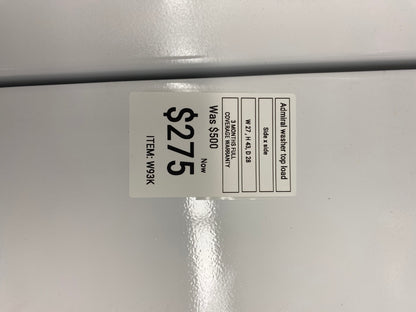 Admiral washer top load
Side x side
W 27 , H 43, D 28
3 MONTHS FULL
COVERAGE WARRANTY
Was $500
Now
$275
ITEM: W93K